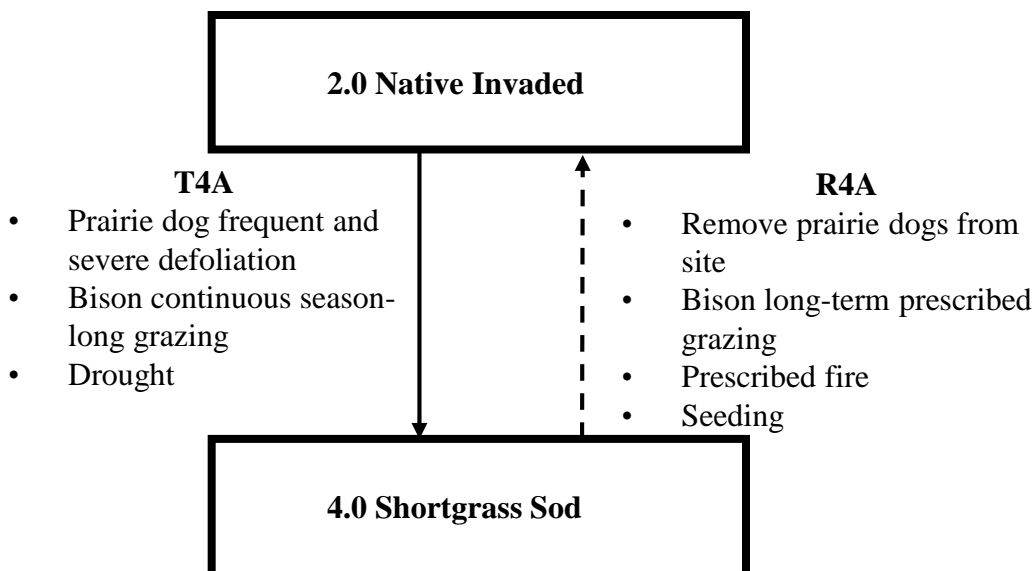 2.0 Native Invaded
T4A
• Prairie dog frequent and
severe defoliation
• Bison continuous season-
long grazing
• Drought
R4A
• Remove prairie dogs from
site
• Bison long-term prescribed
grazing
• Prescribed fire
• Seeding
4.0 Shortgrass Sod